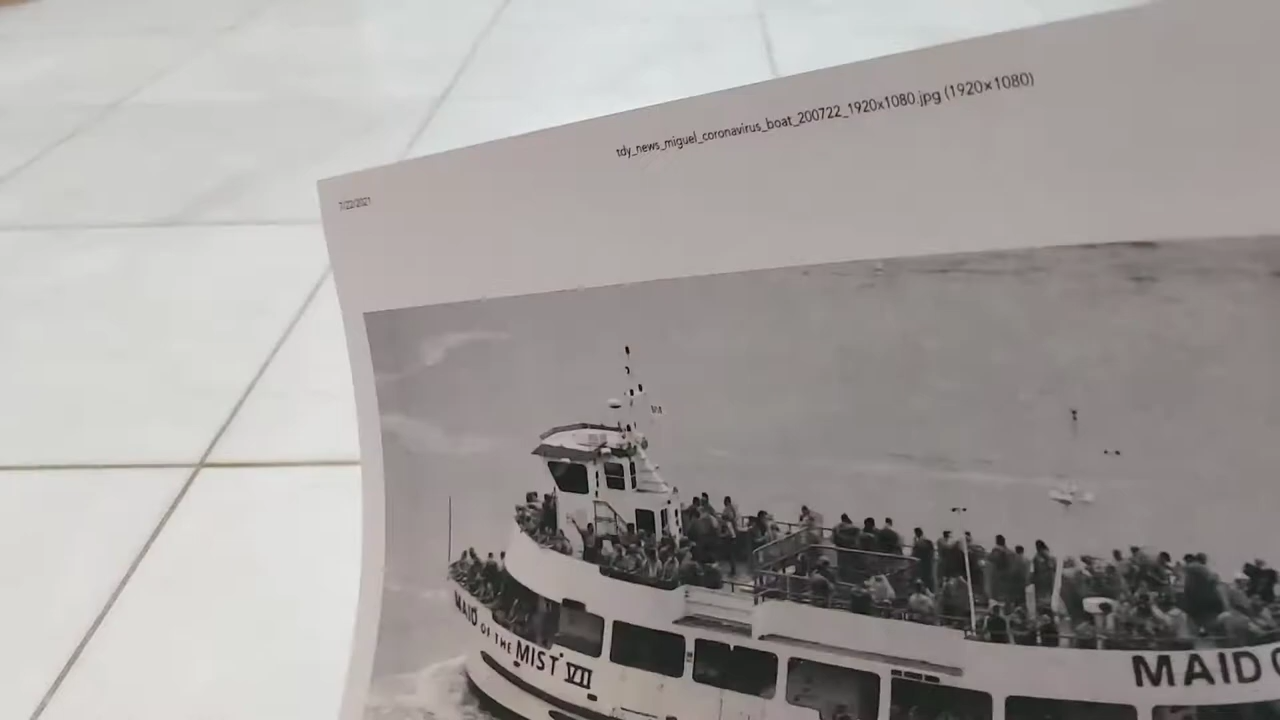 tdy_news_miguel_coronavirus_boat_200722_1920x1080.jpg (1920×1080)
7/22/2021
MAID OF THE MIST VII
MAID